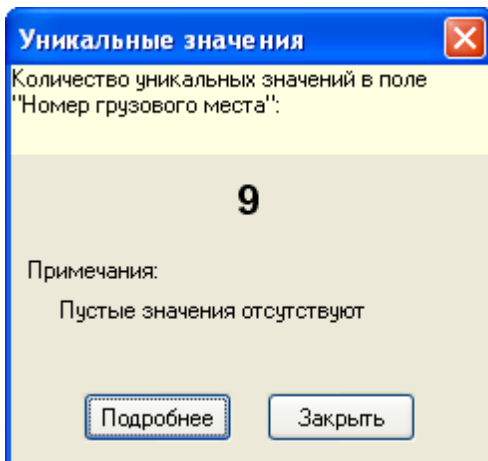 Уникальные значения
Количество уникальных значений в поле
"Номер грузового места":
9
Примечания:
Пустые значения отсутствуют
Подробнее
Закрыть